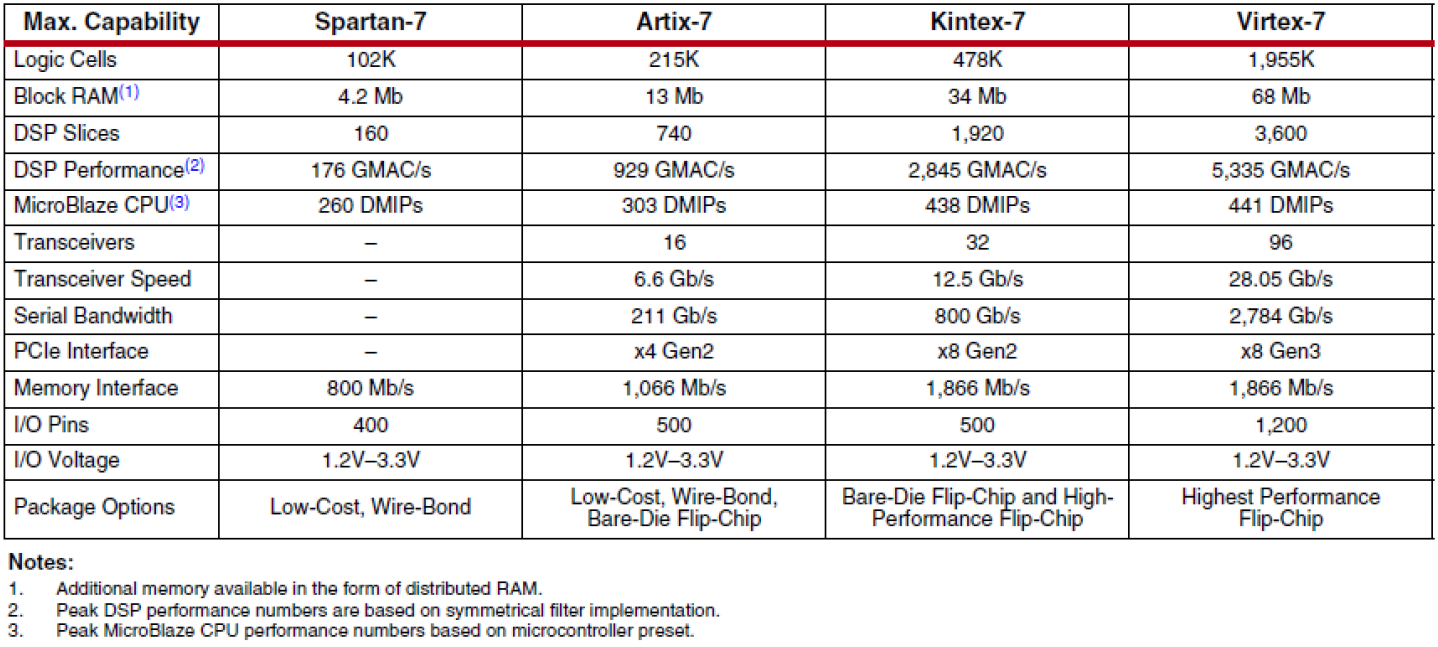 Max. Capability Spartan-7 Artix-7 Kintex-7 Virtex-7
Logic Cells 102K 215K 478K 1,955K
Block RAM(1) 4.2 Mb 13 Mb 34 Mb 68 Mb
DSP Slices 160 740 1,920 3,600
DSP Performance(2) 176 GMAC/s 929 GMAC/s 2,845 GMAC/s 5,335 GMAC/s
MicroBlaze CPU(3) 260 DMIPs 303 DMIPs 438 DMIPs 441 DMIPs
Transceivers – 16 32 96
Transceiver Speed – 6.6 Gb/s 12.5 Gb/s 28.05 Gb/s
Serial Bandwidth – 211 Gb/s 800 Gb/s 2,784 Gb/s
PCIe Interface – x4 Gen2 x8 Gen2 x8 Gen3
Memory Interface 800 Mb/s 1,066 Mb/s 1,866 Mb/s 1,866 Mb/s
I/O Pins 400 500 500 1,200
I/O Voltage 1.2V–3.3V 1.2V–3.3V 1.2V–3.3V 1.2V–3.3V
Package Options Low-Cost, Wire-Bond Low-Cost, Wire-Bond,
Bare-Die Flip-Chip Bare-Die Flip-Chip and High-
Performance Flip-Chip Highest Performance
Flip-Chip
Notes:
1. Additional memory available in the form of distributed RAM.
2. Peak DSP performance numbers are based on symmetrical filter implementation.
3. Peak MicroBlaze CPU performance numbers based on microcontroller preset.